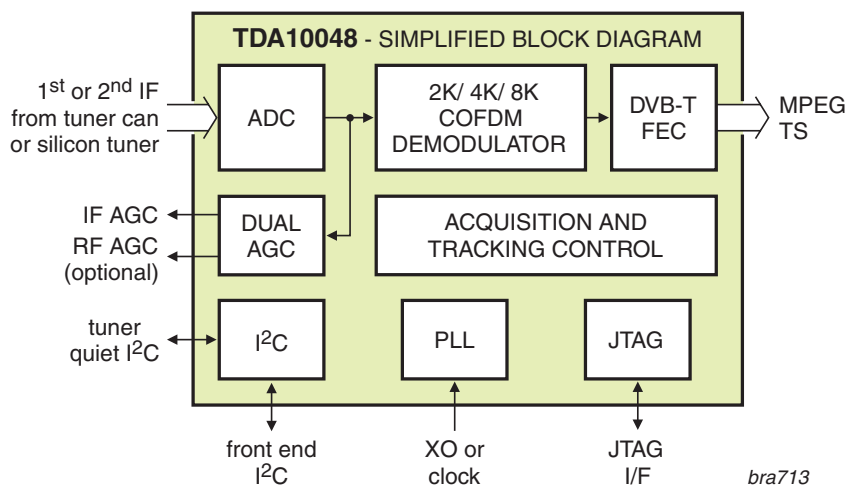 TDA10048 - SIMPLIFIED BLOCK DIAGRAM
1st or 2nd IF
from tuner can
or silicon tuner
ADC
2K/ 4K/ 8K
COFDM
DEMODULATOR
DVB-T
FEC
MPEG
TS
IF AGC
RF AGC
(optional)
DUAL
AGC
ACQUISITION AND
TRACKING CONTROL
tuner
quiet I2C
I2C
PLL
JTAG
front end
I2C
XO or
clock
JTAG
I/F
bra713